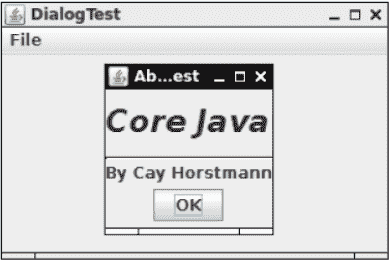 DialogTest
File
Ab...est
Core Java
By Cay Horstmann
OK